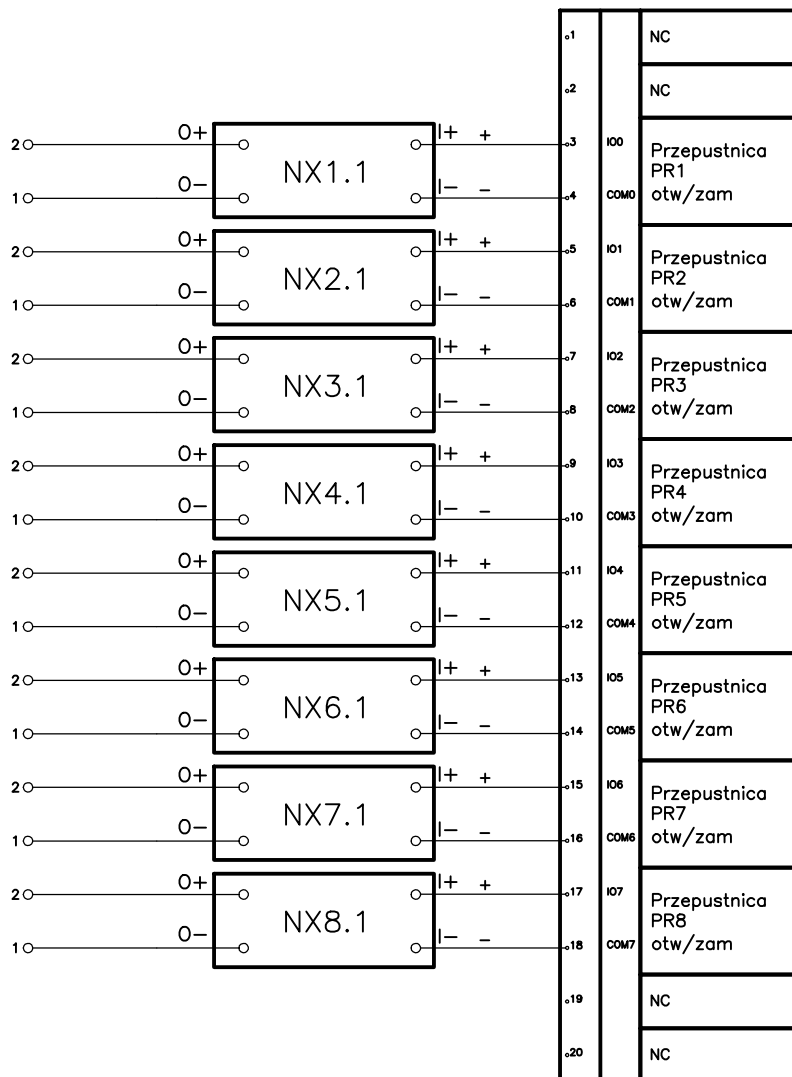 1 NC
2 NC
2 O+ I+ + 3 IO0
NX1.1 Przepustnica
PR1
1 O- I- - 4 COM0 otw/zam
2 O+ I+ + 5 IO1
NX2.1 Przepustnica
PR2
1 O- I- - 6 COM1 otw/zam
2 O+ I+ + 7 IO2
NX3.1 Przepustnica
PR3
1 O- I- - 8 COM2 otw/zam
2 O+ I+ + 9 IO3
NX4.1 Przepustnica
PR4
1 O- I- - 10 COM3 otw/zam
2 O+ I+ + 11 IO4
NX5.1 Przepustnica
PR5
1 O- I- - 12 COM4 otw/zam
2 O+ I+ + 13 IO5
NX6.1 Przepustnica
PR6
1 O- I- - 14 COM5 otw/zam
2 O+ I+ + 15 IO6
NX7.1 Przepustnica
PR7
1 O- I- - 16 COM6 otw/zam
2 O+ I+ + 17 IO7
NX8.1 Przepustnica
PR8
1 O- I- - 18 COM7 otw/zam
19 NC
20 NC